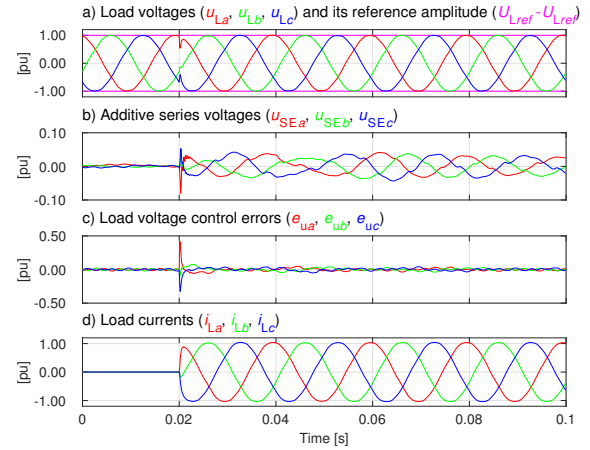 a) Load voltages (uLa, uLb, uLc) and its reference amplitude (ULref - ULref)
[pu]
1.00
0.00
-1.00
b) Additive series voltages (uSEa, uSEb, uSEc)
[pu]
0.10
0.00
-0.10
c) Load voltage control errors (eua, eub, euc)
[pu]
0.50
0.00
-0.50
d) Load currents (iLa, iLb, iLc)
[pu]
1.00
0.00
-1.00
0 0.02 0.04 0.06 0.08 0.1
Time [s]